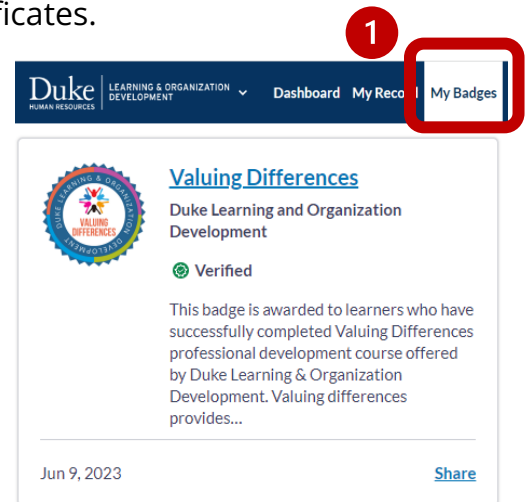 ficates.
1
Duke
HUMAN RESOURCES
LEARNING & ORGANIZATION
DEVELOPMENT
Dashboard My Record My Badges
DUKE LEARNING & ORGANIZATION DEVELOPMENT
VALUING
DIFFERENCES
Valuing Differences
Duke Learning and Organization
Development
Verified
This badge is awarded to learners who have
successfully completed Valuing Differences
professional development course offered
by Duke Learning & Organization
Development. Valuing differences
provides...
Jun 9, 2023
Share